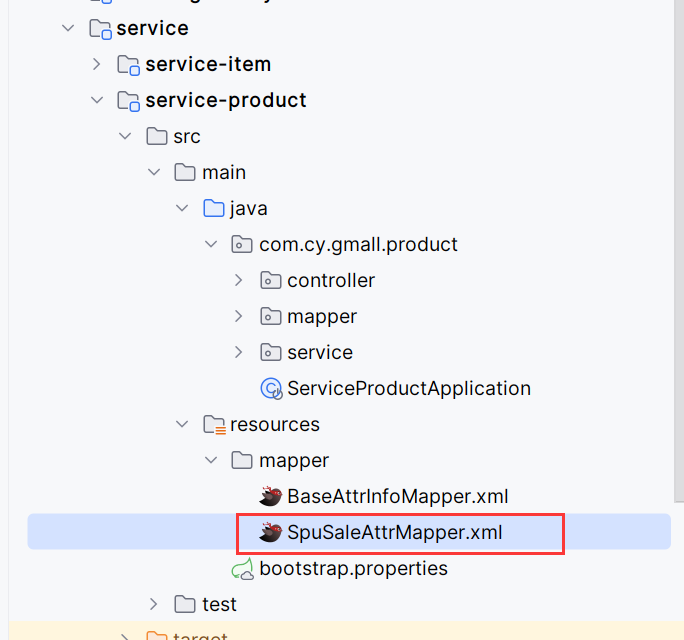 service
service-item
service-product
src
main
java
com.cy.gmall.product
controller
mapper
service
ServiceProductApplication
resources
mapper
BaseAttrInfoMapper.xml
SpuSaleAttrMapper.xml
bootstrap.properties
test
target